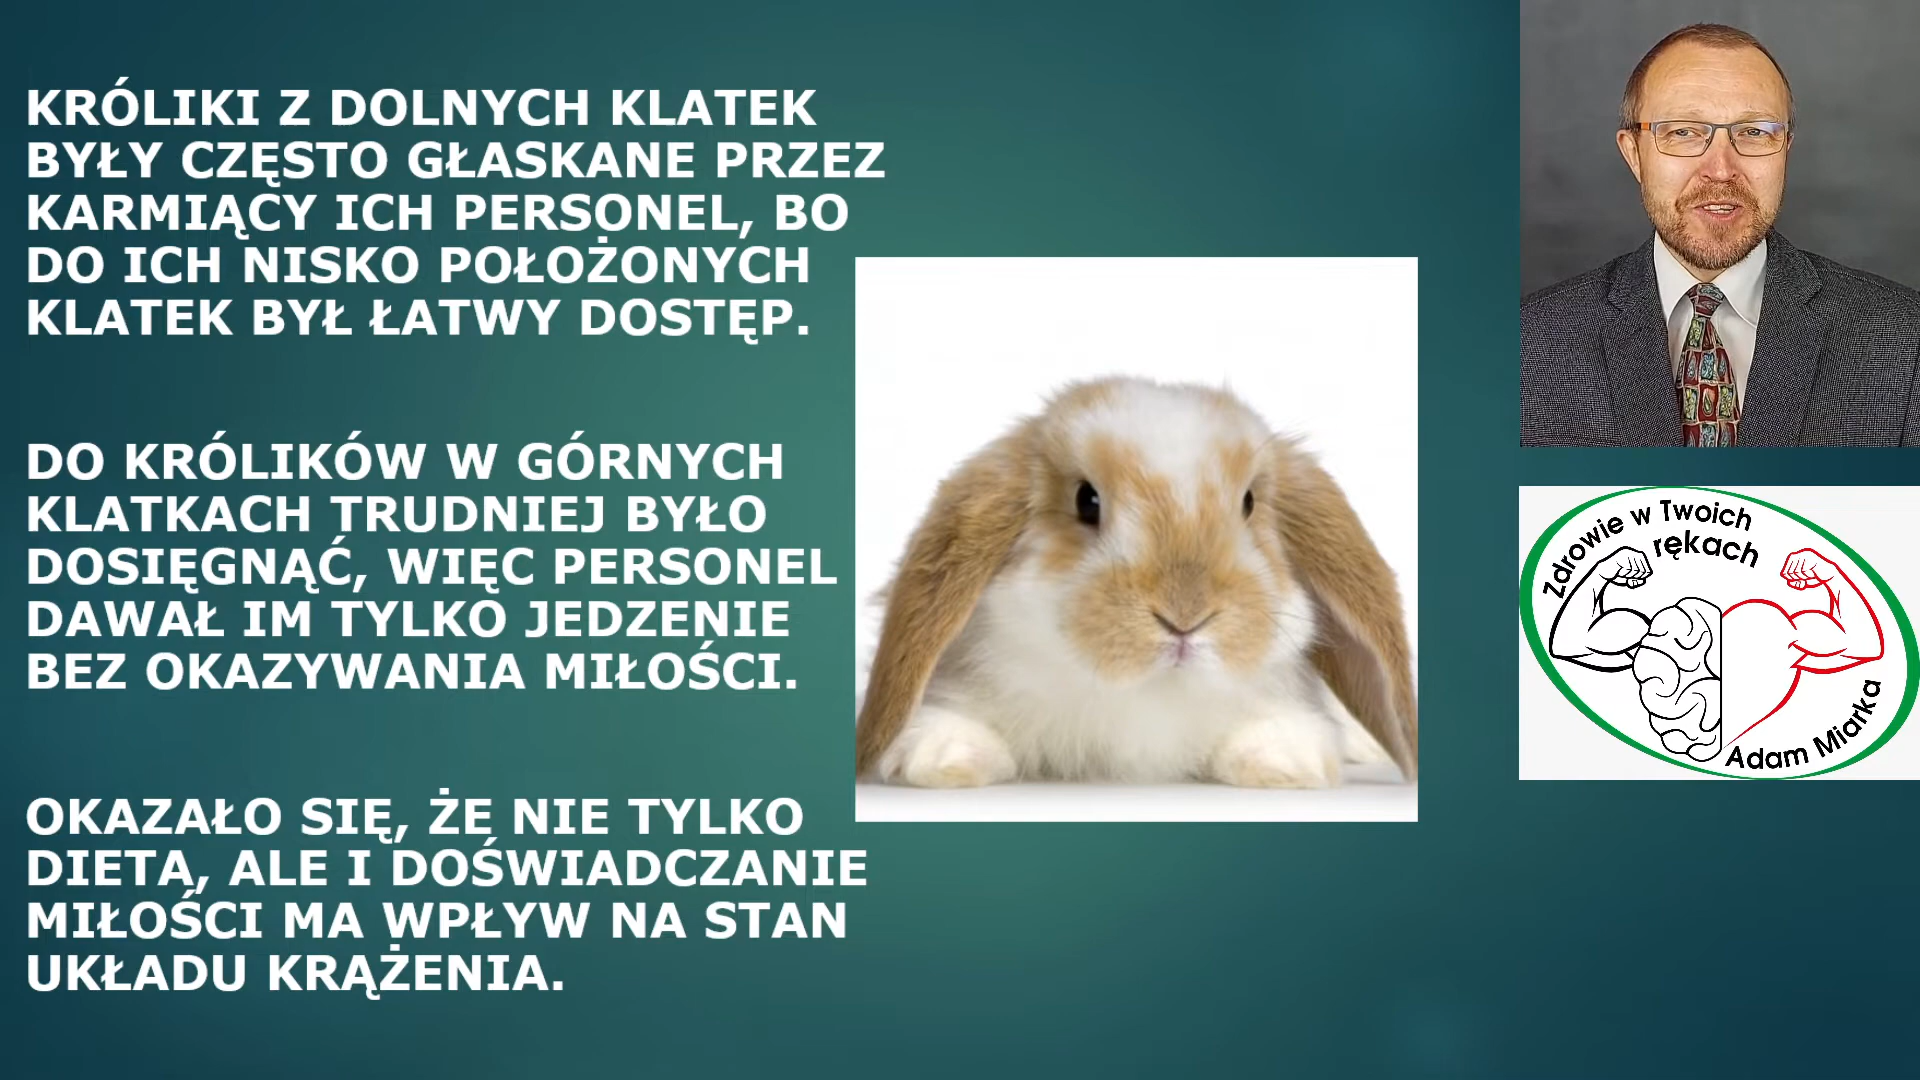 KRÓLIKI Z DOLNYCH KLATEK
BYŁY CZĘSTO GŁASKANE PRZEZ
KARMIĄCY ICH PERSONEL, BO
DO ICH NISKO POŁOŻONYCH
KLATEK BYŁ ŁATWY DOSTĘP.
DO KRÓLIKÓW W GÓRNYCH
KLATKACH TRUDNIEJ BYŁO
DOSIĘGNĄĆ, WIĘC PERSONEL
DAWAŁ IM TYLKO JEDZENIE
BEZ OKAZYWANIA MIŁOŚCI.
OKAZAŁO SIĘ, ŻE NIE TYLKO
DIETA, ALE I DOŚWIADCZANIE
MIŁOŚCI MA WPŁYW NA STAN
UKŁADU KRĄŻENIA.
Zdrowie w Twoich
rękach
Adam Miarka